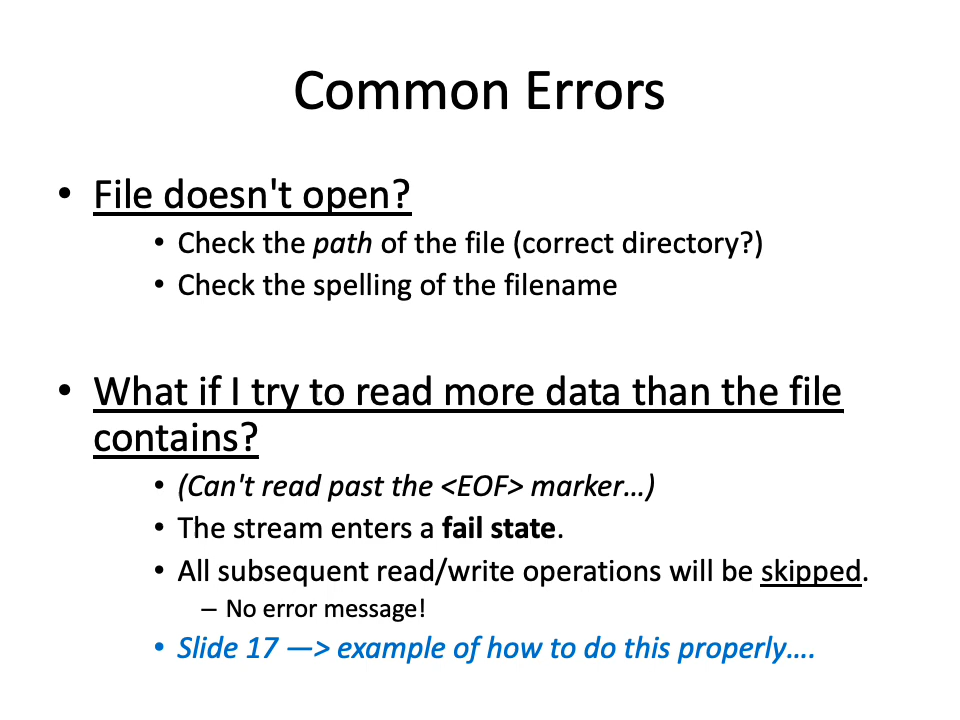 Common Errors
• File doesn't open?
• Check the path of the file (correct directory?)
• Check the spelling of the filename
• What if I try to read more data than the file
contains?
• (Can't read past the <EOF> marker…)
• The stream enters a fail state.
• All subsequent read/write operations will be skipped.
– No error message!
• Slide 17 —> example of how to do this properly….